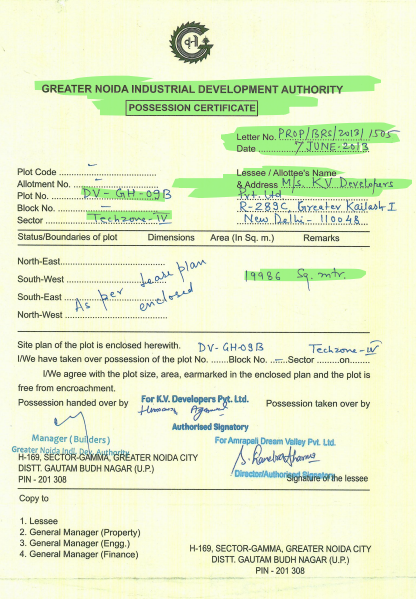 GREATER NOIDA INDUSTRIAL DEVELOPMENT AUTHORITY
POSSESSION CERTIFICATE
Letter No. PROP/BRS/2013/1505
Date 7 JUNE-2013
Plot Code
Allotment No.
Plot No. DV-GH-09B
Block No.
Sector Techzone-IV
Lessee / Allottee's Name
& Address M/s. K.V. Developers
Pvt. Ltd
R-289C Greater Kailash I
New Delhi-110048
Status/Boundaries of plot Dimensions Area (In Sq. m.) Remarks
North-East
South-West
South-East
North-West
As per Lease plan
enclosed
19986 Sq. mtr.
Site plan of the plot is enclosed herewith. DV-GH-09B Techzone-IV
I/We have taken over possession of the plot No. .......Block No. ..–..Sector ........on........
I/We agree with the plot size, area, earmarked in the enclosed plan and the plot is
free from encroachment.
Possession handed over by
For K.V. Developers Pvt. Ltd.
Authorised Signatory
Possession taken over by
Manager (Builders)
Greater Noida Indl. Dev. Authority
H-169, SECTOR-GAMMA, GREATER NOIDA CITY
DISTT. GAUTAM BUDH NAGAR (U.P.)
PIN - 201 308
For Amrapali Dream Valley Pvt. Ltd.
Director/Authorised Signatory
Signature of the lessee
Copy to
1. Lessee
2. General Manager (Property)
3. General Manager (Engg.)
4. General Manager (Finance)
H-169, SECTOR-GAMMA, GREATER NOIDA CITY
DISTT. GAUTAM BUDH NAGAR (U.P.)
PIN - 201 308